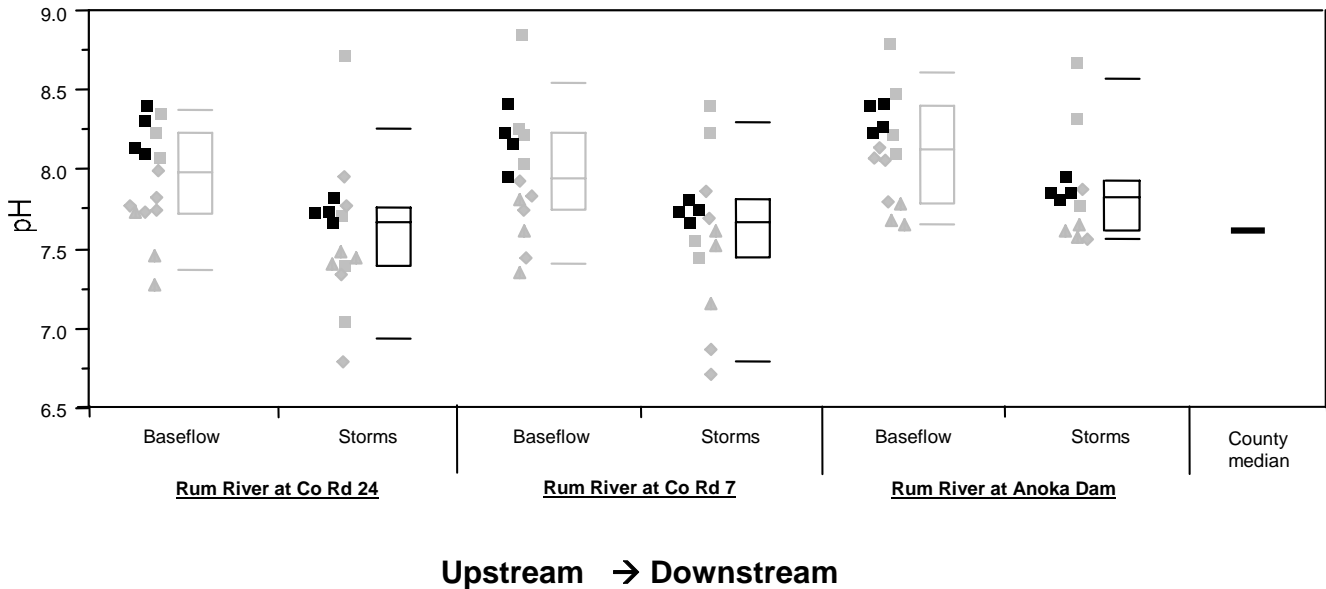 9.0
8.5
8.0
7.5
7.0
6.5
pH
Baseflow Storms Baseflow Storms Baseflow Storms County
median
Rum River at Co Rd 24 Rum River at Co Rd 7 Rum River at Anoka Dam
Upstream → Downstream